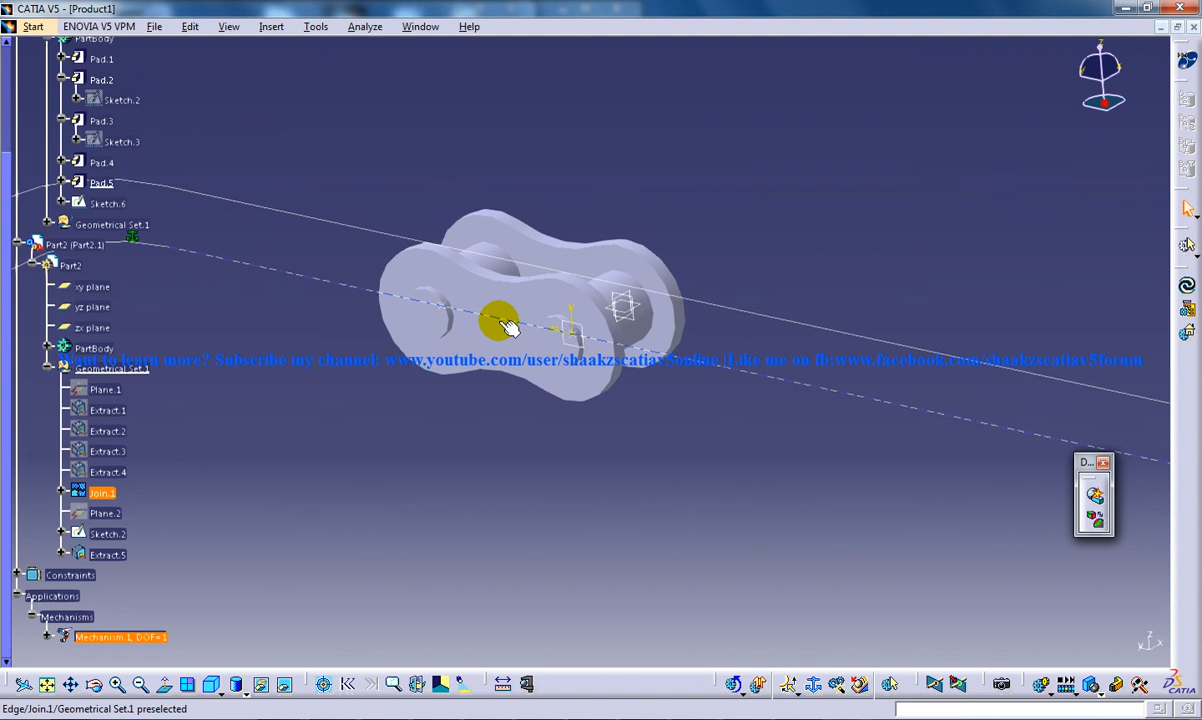 CATIA V5 - [Product1]
Start ENOVIA V5 VPM File Edit View Insert Tools Analyze Window Help
PartBody
Pad.1
Pad.2
Sketch.2
Pad.3
Sketch.3
Pad.4
Pad.5
Sketch.6
Geometrical Set.1
Part2 (Part2.1)
Part2
xy plane
yz plane
zx plane
PartBody
Want to learn more? Subscribe my channel: www.youtube.com/user/shaakzscatiav5online |Like me on fb:www.facebook.com/shaakzscatiav5forum
Geometrical Set.1
Plane.1
Extract.1
Extract.2
Extract.3
Extract.4
Join.1
Plane.2
Sketch.2
Extract.5
Constraints
Applications
Mechanisms
Mechanism.1, DOF=1
D...
Edge/Join.1/Geometrical Set.1 preselected
CATIA